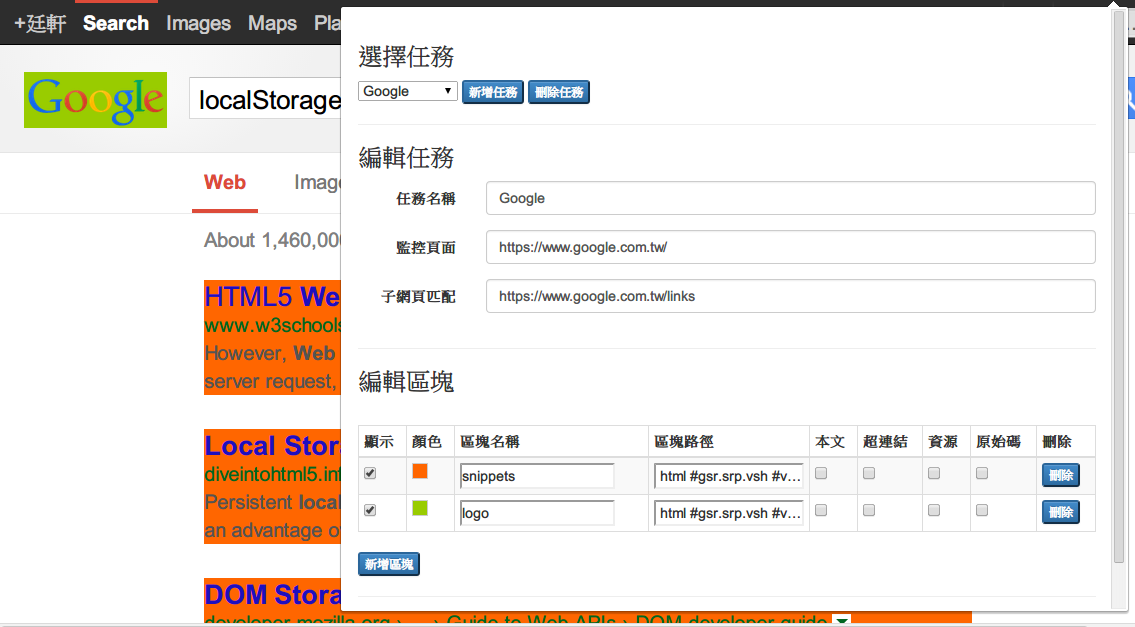 +廷軒 Search Images Maps Pla
Google
localStorage
Web Imag
About 1,460,00
HTML5 We
www.w3schools
However, Web
server request,
Local Stor
diveintohtml5.inf
Persistent local
an advantage o
DOM Stora
developer.mozilla.org › ... › Guide to Web APIs › DOM developer guide
選擇任務
Google 新增任務 刪除任務
編輯任務
任務名稱 Google
監控頁面 https://www.google.com.tw/
子網頁匹配 https://www.google.com.tw/links
編輯區塊
顯示 顏色 區塊名稱 區塊路徑 本文 超連結 資源 原始碼 刪除
snippets html #gsr.srp.vsh #v... 刪除
logo html #gsr.srp.vsh #v... 刪除
新增區塊